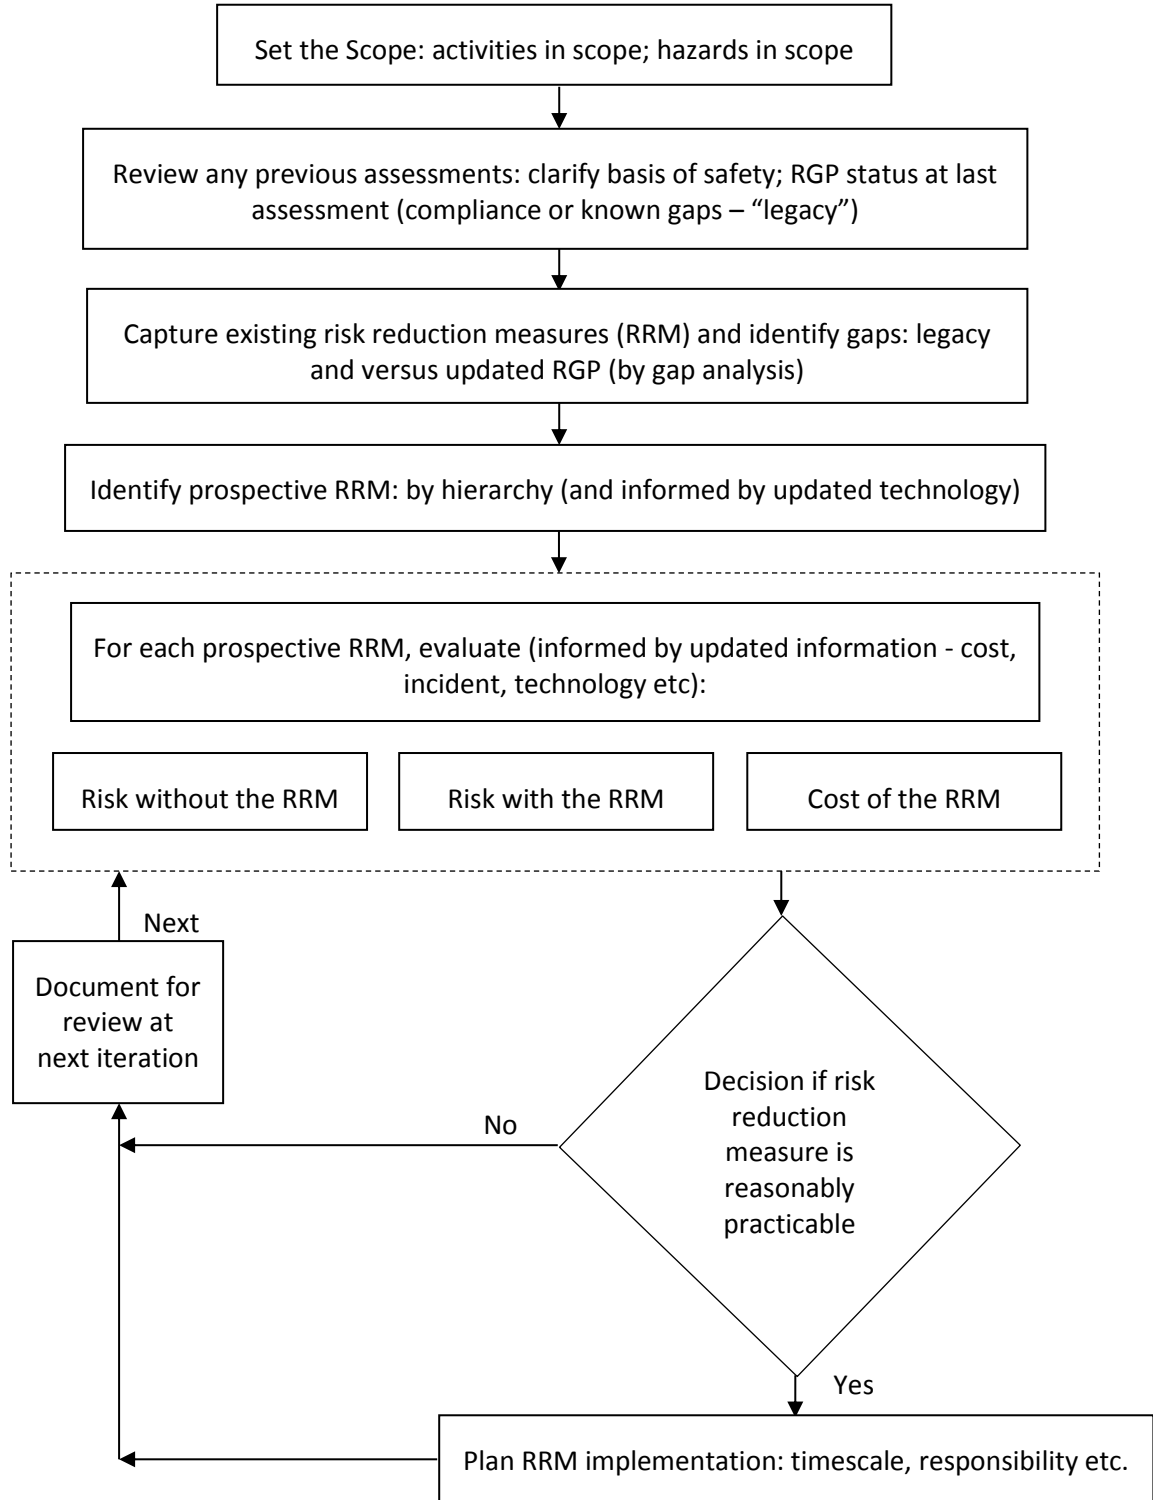 Set the Scope: activities in scope; hazards in scope
Review any previous assessments: clarify basis of safety; RGP status at last
assessment (compliance or known gaps – “legacy”)
Capture existing risk reduction measures (RRM) and identify gaps: legacy
and versus updated RGP (by gap analysis)
Identify prospective RRM: by hierarchy (and informed by updated technology)
For each prospective RRM, evaluate (informed by updated information - cost,
incident, technology etc):
Risk without the RRM
Risk with the RRM
Cost of the RRM
Next
Document for
review at
next iteration
Decision if risk
reduction
measure is
reasonably
practicable
No
Yes
Plan RRM implementation: timescale, responsibility etc.